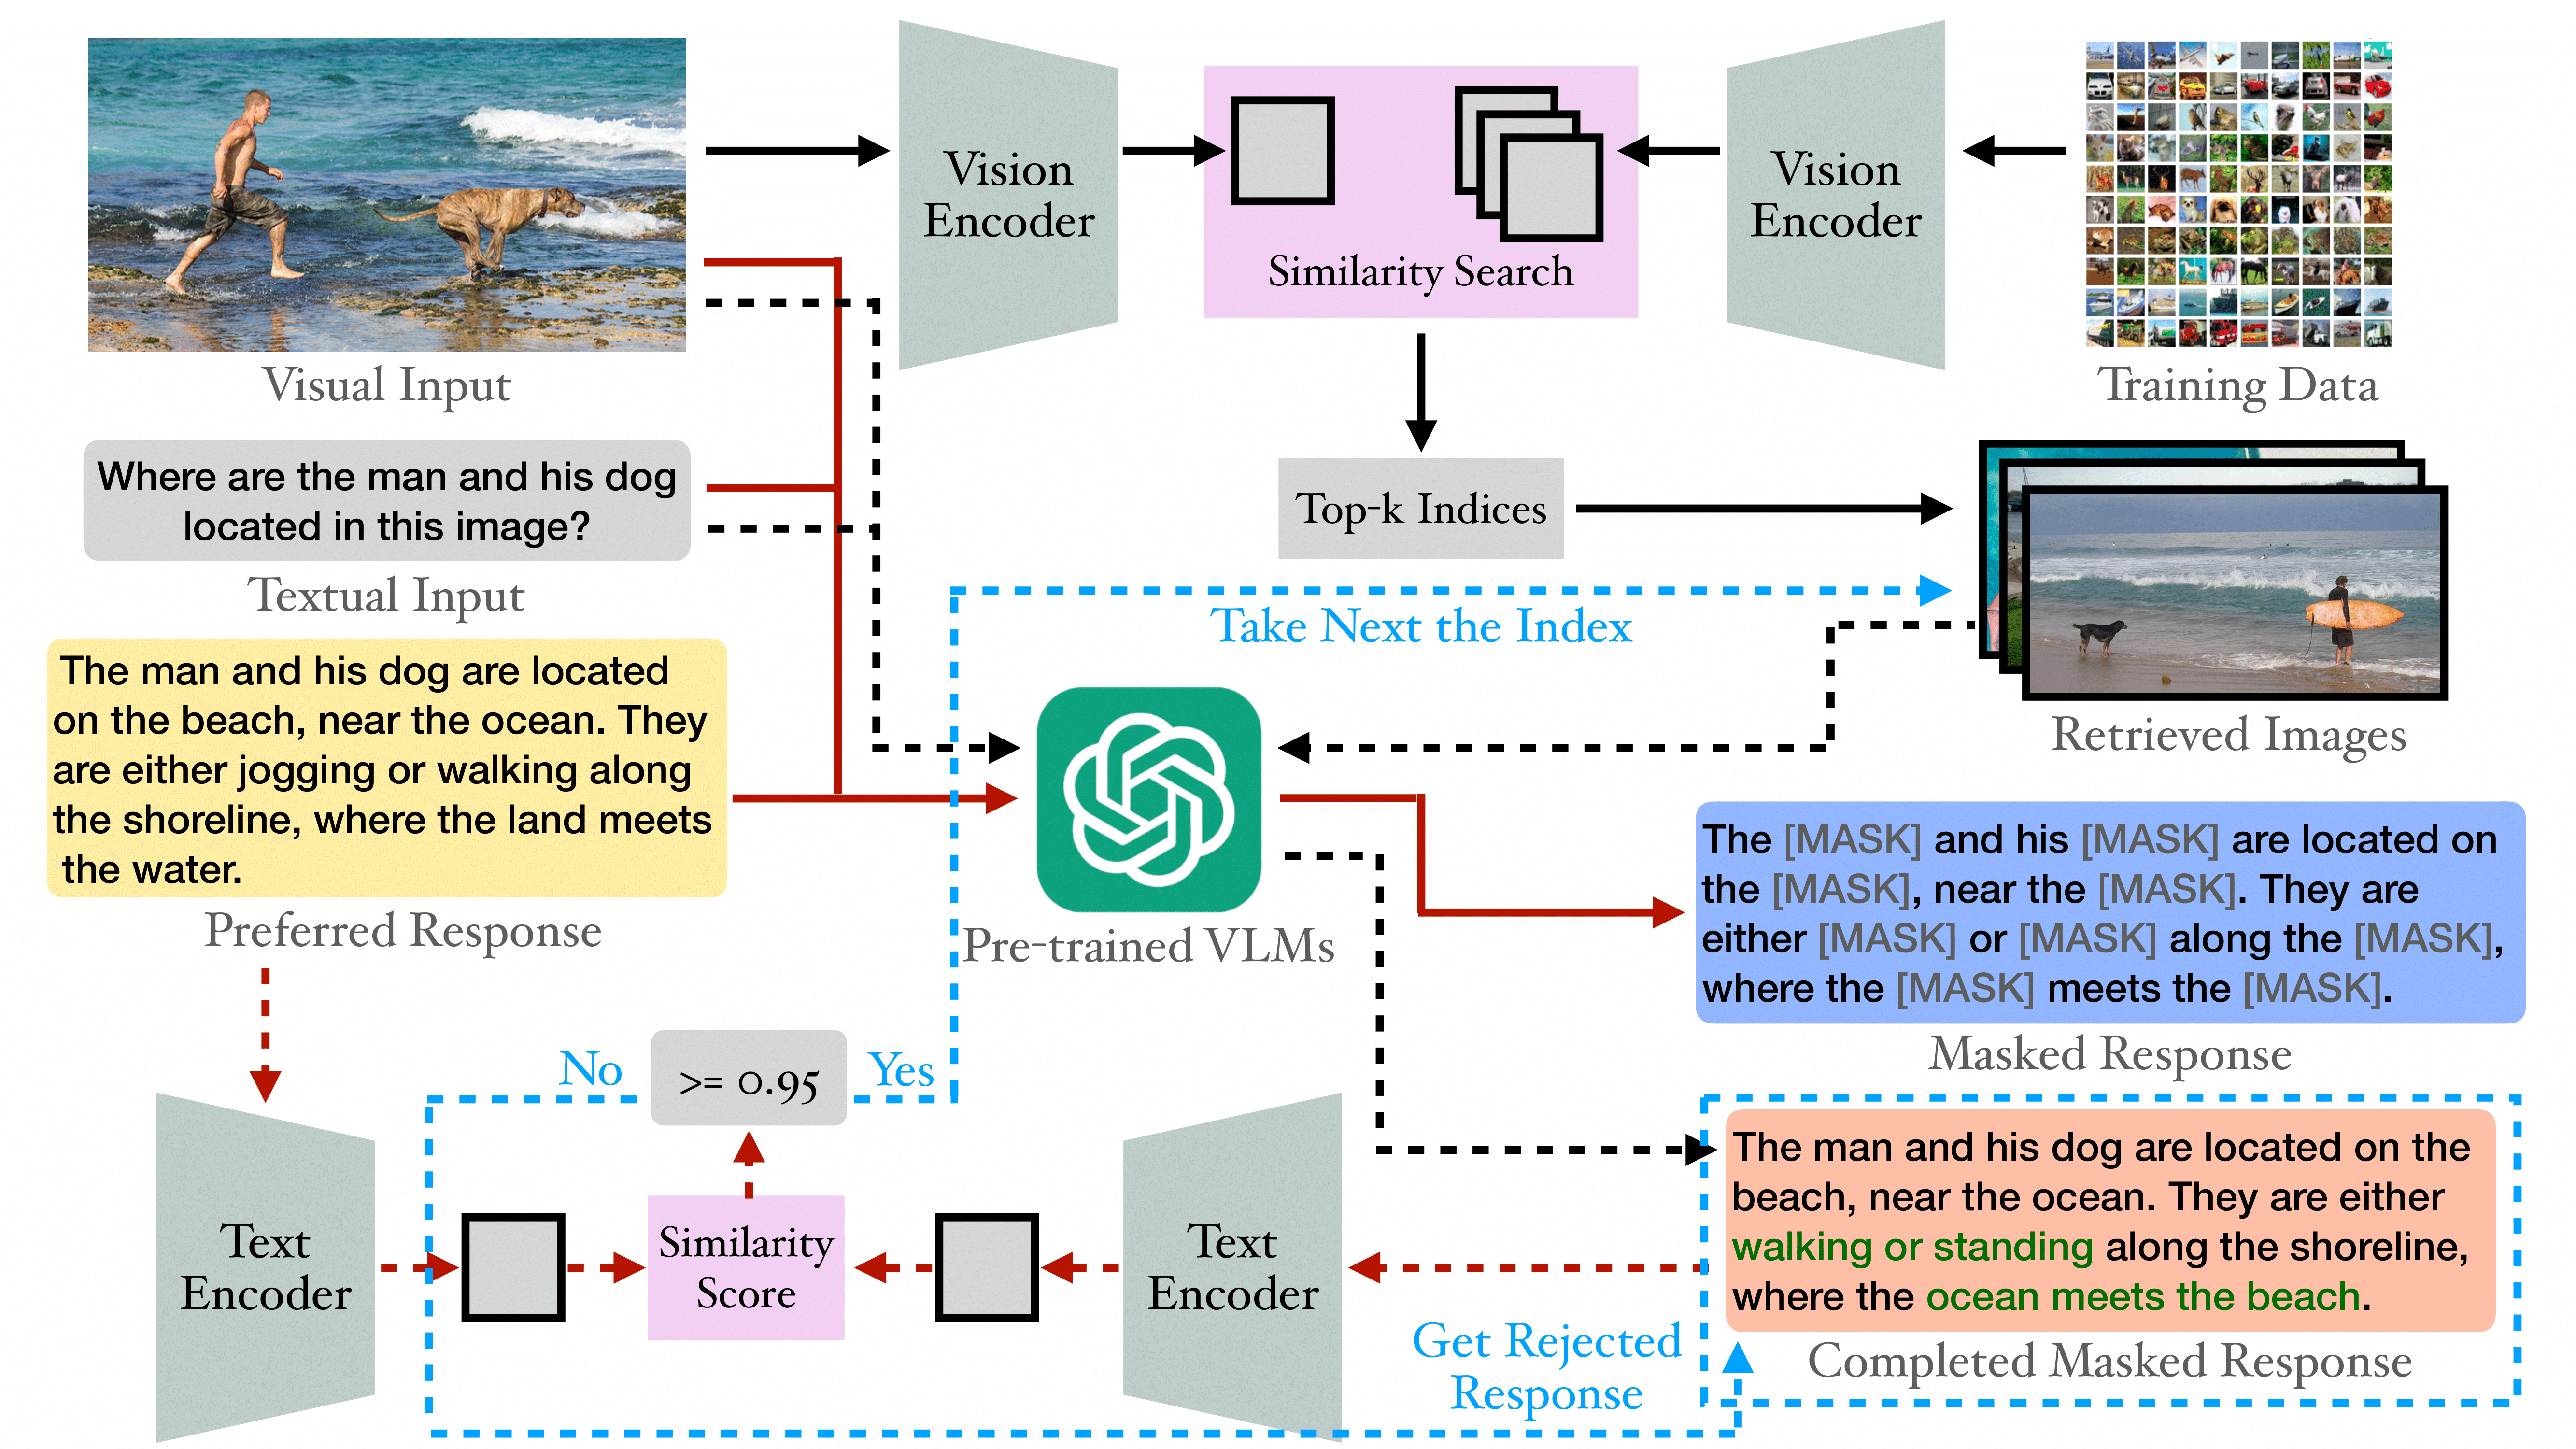 Vision
Encoder
Similarity Search
Vision
Encoder
Visual Input
Training Data
Where are the man and his dog
located in this image?
Textual Input
Top-k Indices
Take Next the Index
Retrieved Images
The man and his dog are located
on the beach, near the ocean. They
are either jogging or walking along
the shoreline, where the land meets
the water.
Preferred Response
Pre-trained VLMs
The [MASK] and his [MASK] are located on
the [MASK], near the [MASK]. They are
either [MASK] or [MASK] along the [MASK],
where the [MASK] meets the [MASK].
Masked Response
No
>= 0.95
Yes
Text
Encoder
Similarity
Score
Text
Encoder
The man and his dog are located on the
beach, near the ocean. They are either
walking or standing along the shoreline,
where the ocean meets the beach.
Completed Masked Response
Get Rejected
Response